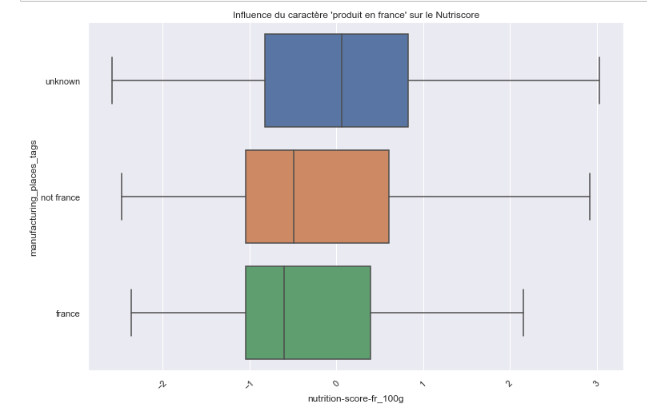 Influence du caractère 'produit en france' sur le Nutriscore
manufacturing_places_tags
unknown
not france
france
-2
-1
0
1
2
3
nutrition-score-fr_100g